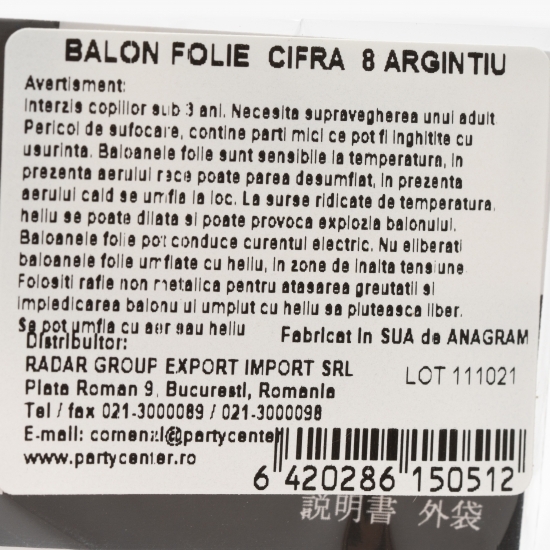 BALON FOLIE CIFRA 8 ARGINTIU
Avertisment:
Interzis copiilor sub 3 ani. Necesita supravegherea unui adult
Pericol de sufocare, contine parti mici ce pot fi inghitite cu
usurinta. Baloanele folie sunt sensibile la temperatura, in
prezenta aerului rece poate parea desumflat, in prezenta
aerului cald se umfla la loc. La surse ridicate de temperatura,
heliu se poate dilata si poate provoca explozia balonului.
Baloanele folie pot conduce curentul electric. Nu eliberati
baloanele folie umflate cu heliu, in zone de inalta tensiune
Folositi rafie non metalica pentru atasarea greutatii si
impiedicarea balonului umplut cu heliu sa pluteasca liber.
Se pot umfla cu aer sau heliu
Fabricat in SUA de ANAGRAM
Distribuitor:
RADAR GROUP EXPORT IMPORT SRL
LOT 111021
Piata Roman 9, Bucuresti, Romania
Tel / fax 021-3000089 / 021-3000098
E-mail: comenzi@partycenter
www.partycenter.ro
6 420286 150512
説明書 外袋